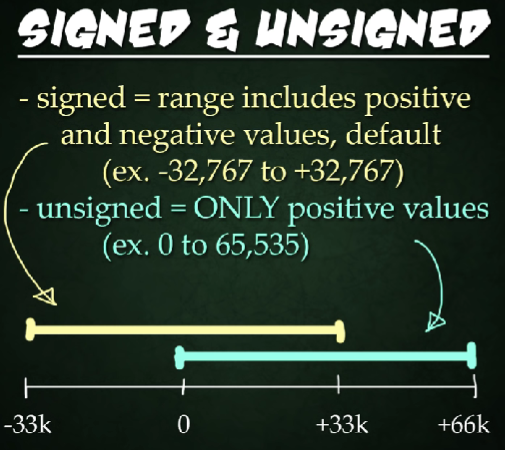 SIGNED & UNSIGNED
- signed = range includes positive
and negative values, default
(ex. -32,767 to +32,767)
- unsigned = ONLY positive values
(ex. 0 to 65,535)
-33k 0 +33k +66k